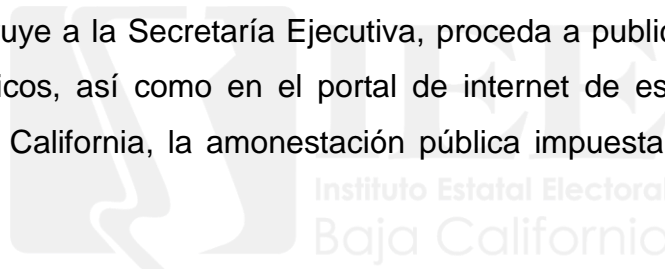 uye a la Secretaría Ejecutiva, proceda a public
icos, así como en el portal de internet de es
California, la amonestación pública impuesta
IEE
Instituto Estatal Electoral
Baja California